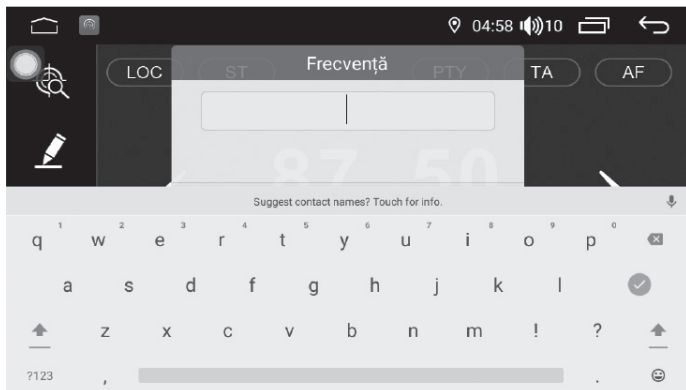 04:58 10
LOC ST Frecvență PTY TA AF
87 50
Suggest contact names? Touch for info.
q 1 w 2 e 3 r 4 t 5 y 6 u 7 i 8 o 9 p 0
a s d f g h j k l
z x c v b n m ! ?
?123 , .